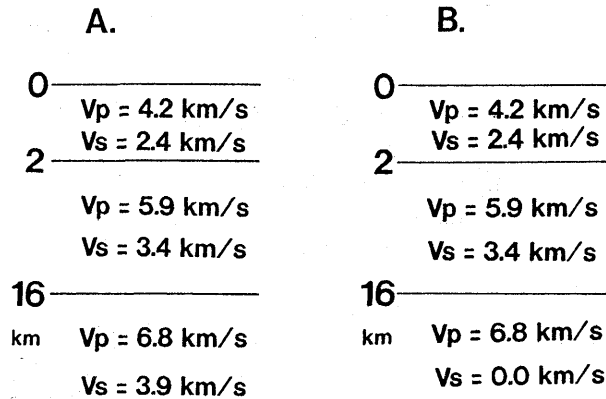 A.
0
Vp = 4.2 km/s
Vs = 2.4 km/s
2
Vp = 5.9 km/s
Vs = 3.4 km/s
16
km
Vp = 6.8 km/s
Vs = 3.9 km/s
B.
0
Vp = 4.2 km/s
Vs = 2.4 km/s
2
Vp = 5.9 km/s
Vs = 3.4 km/s
16
km
Vp = 6.8 km/s
Vs = 0.0 km/s